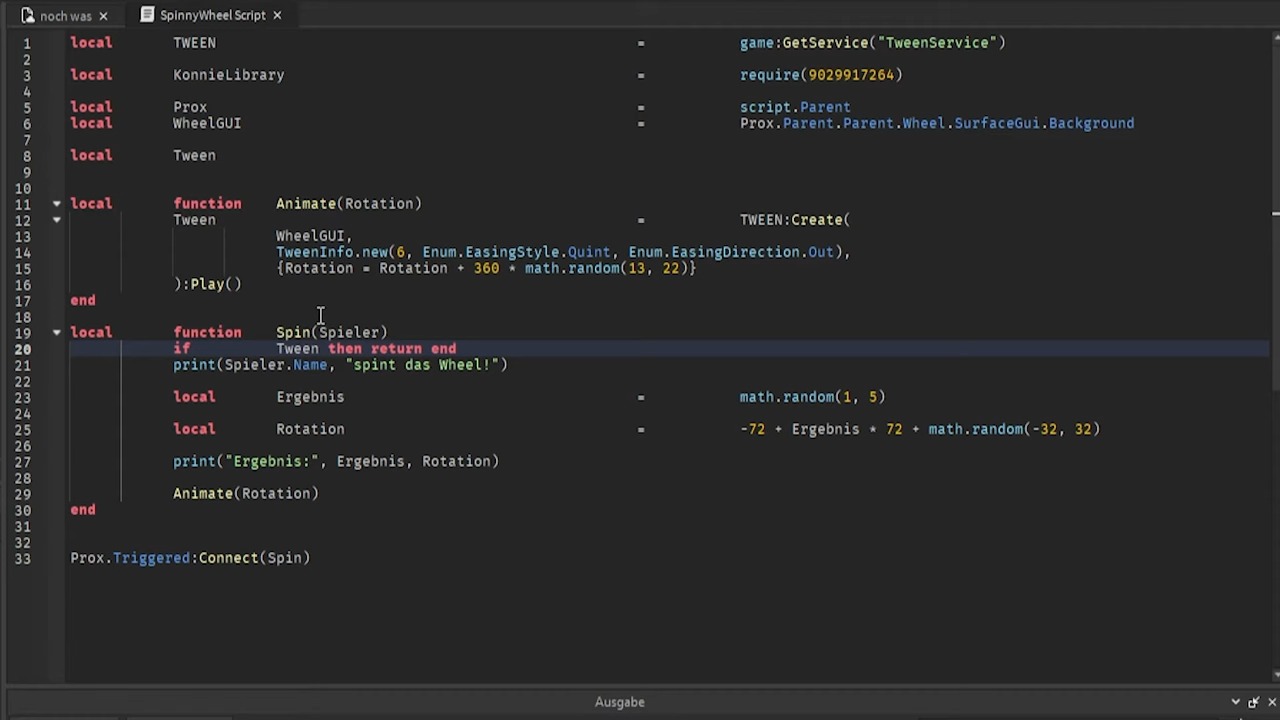 noch was
SpinnyWheel Script
1 local TWEEN = game:GetService("TweenService")
2
3 local KonnieLibrary = require(9029917264)
4
5 local Prox = script.Parent
6 local WheelGUI = Prox.Parent.Parent.Wheel.SurfaceGui.Background
7
8 local Tween
9
10
11 local function Animate(Rotation)
12 Tween = TWEEN:Create(
13 WheelGUI,
14 TweenInfo.new(6, Enum.EasingStyle.Quint, Enum.EasingDirection.Out),
15 {Rotation = Rotation + 360 * math.random(13, 22)}
16 ):Play()
17 end
18
19 local function Spin(Spieler)
20 if Tween then return end
21 print(Spieler.Name, "spint das Wheel!")
22
23 local Ergebnis = math.random(1, 5)
24
25 local Rotation = -72 + Ergebnis * 72 + math.random(-32, 32)
26
27 print("Ergebnis:", Ergebnis, Rotation)
28
29 Animate(Rotation)
30 end
31
32
33 Prox.Triggered:Connect(Spin)
Ausgabe